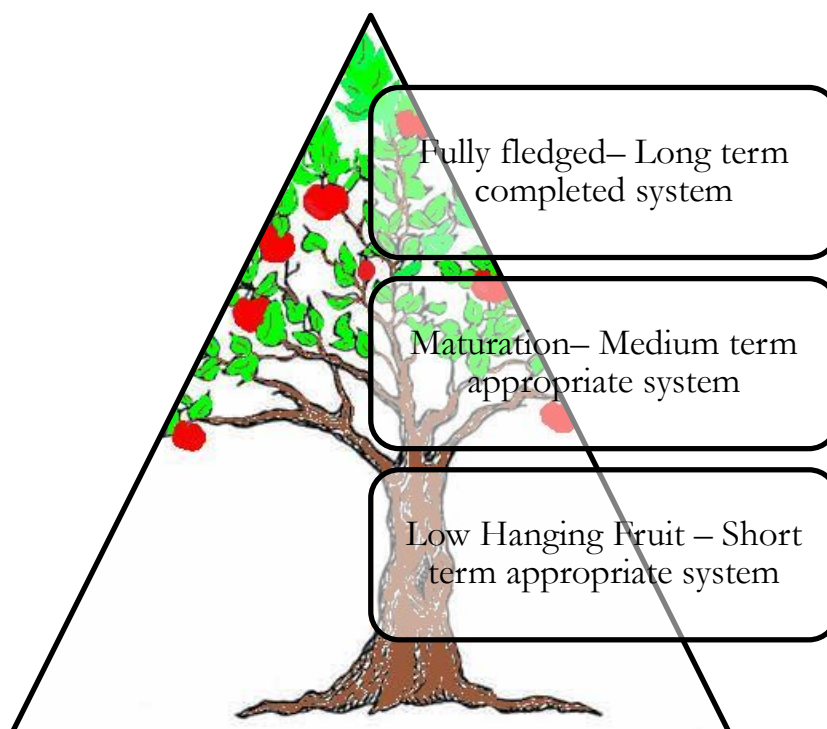 Fully fledged– Long term
completed system
Maturation– Medium term
appropriate system
Low Hanging Fruit – Short
term appropriate system